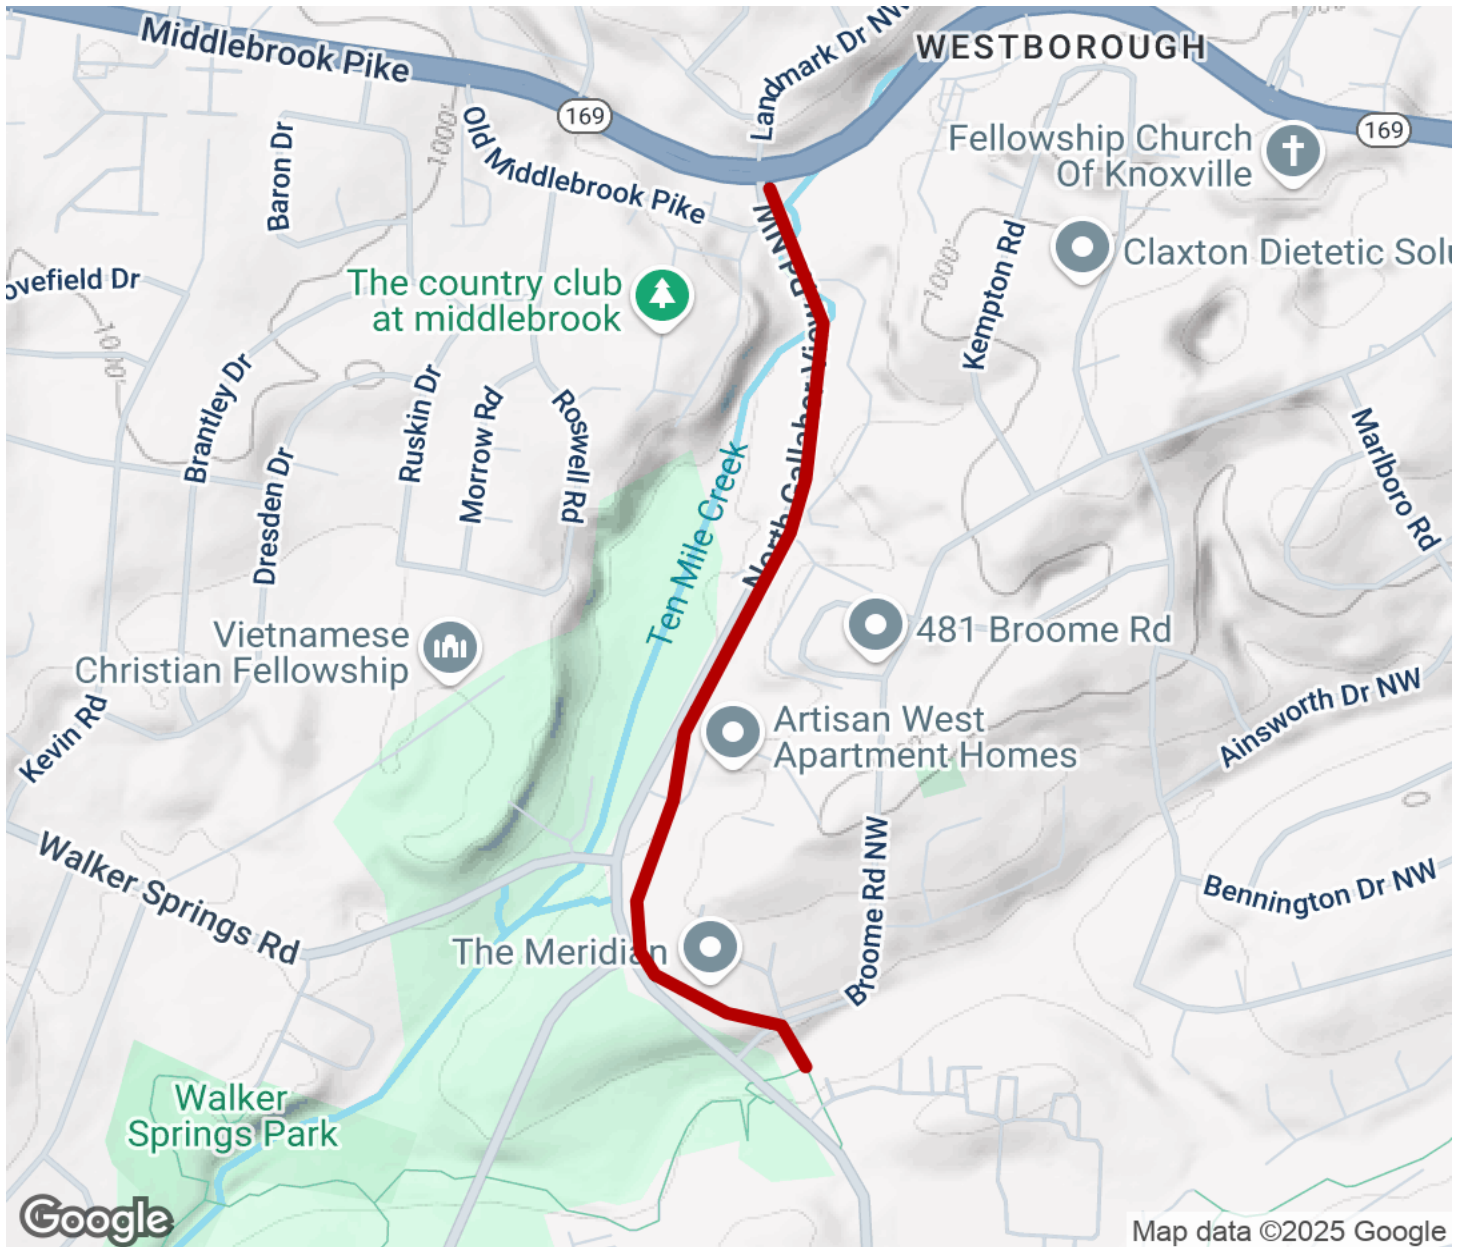 Middlebrook Pike
Landmark Dr NW
WESTBOROUGH
1000'
169
169
Fellowship Church
Of Knoxville
Baron Dr
1000'
Old Middlebrook Pike
Claxton Dietetic Solu
Kempton Rd
1000'
ovefield Dr
The country club
at middlebrook
North Gallaher View Rd NW
Brantley Dr
Ruskin Dr
Morrow Rd
Roswell Rd
Dresden Dr
Marlboro Rd
Ten Mile Creek
Vietnamese
Christian Fellowship
481 Broome Rd
Kevin Rd
Artisan West
Apartment Homes
Ainsworth Dr NW
Walker Springs Rd
Broome Rd NW
Bennington Dr NW
The Meridian
Walker
Springs Park
Google
Map data ©2025 Google